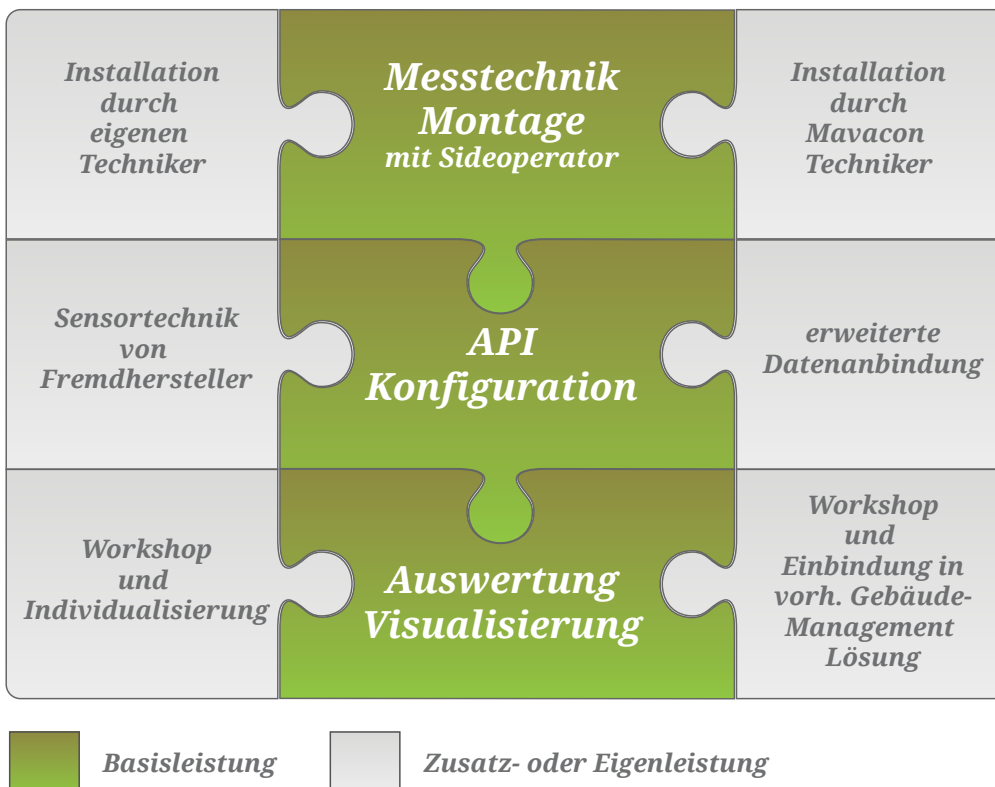 Installation
durch
eigenen
Techniker
Messtechnik
Montage
mit Sideoperator
Installation
durch
Mavacon
Techniker
Sensortechnik
von
Fremdhersteller
API
Konfiguration
erweiterte
Datenanbindung
Workshop
und
Individualisierung
Auswertung
Visualisierung
Workshop
und
Einbindung in
vorh. Gebäude-
Management
Lösung
Basisleistung
Zusatz- oder Eigenleistung